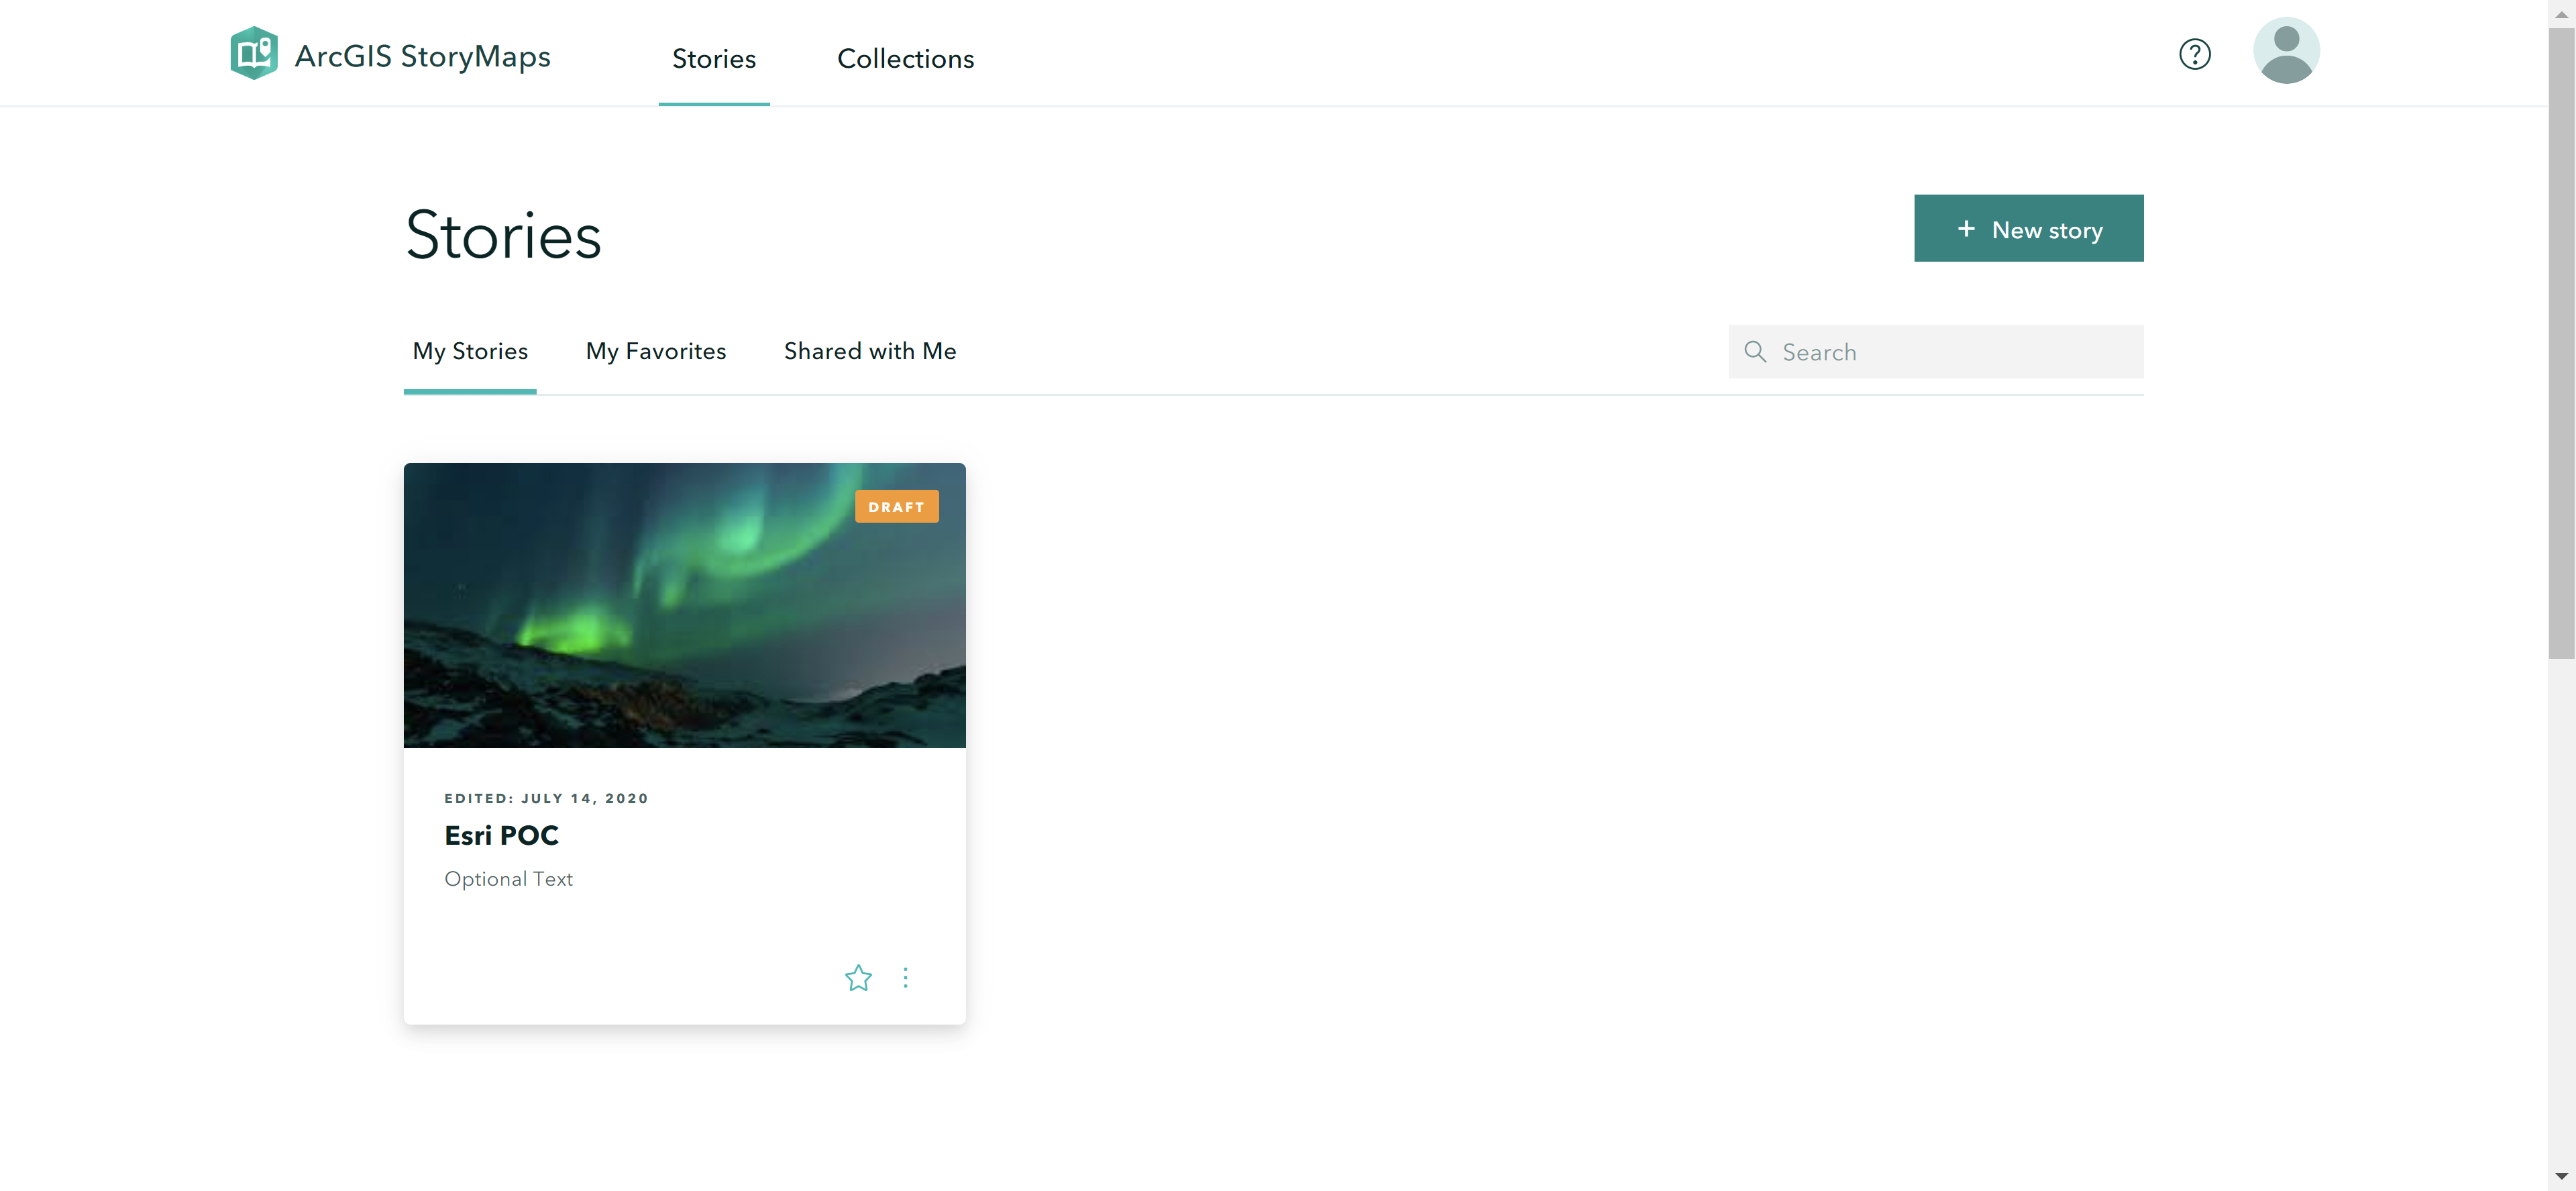 ArcGIS StoryMaps
Stories
Collections
Stories
+ New story
My Stories
My Favorites
Shared with Me
Search
DRAFT
EDITED: JULY 14, 2020
Esri POC
Optional Text